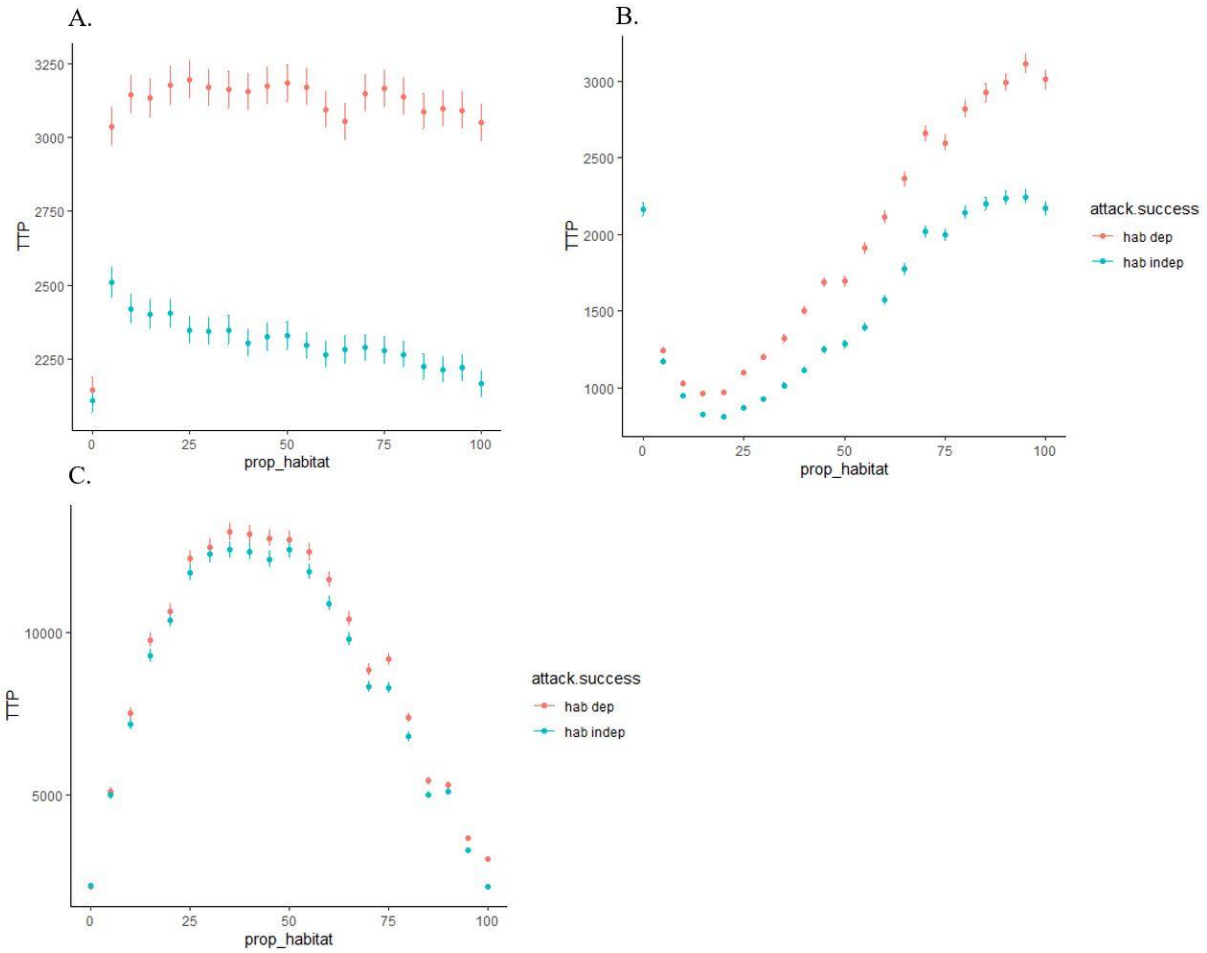 A.
3250
3000
2750
2500
2250
TTP
0 25 50 75 100
prop_habitat
B.
3000
2500
2000
1500
1000
TTP
0 25 50 75 100
prop_habitat
attack.success
hab dep
hab indep
C.
10000
5000
TTP
0 25 50 75 100
prop_habitat
attack.success
hab dep
hab indep